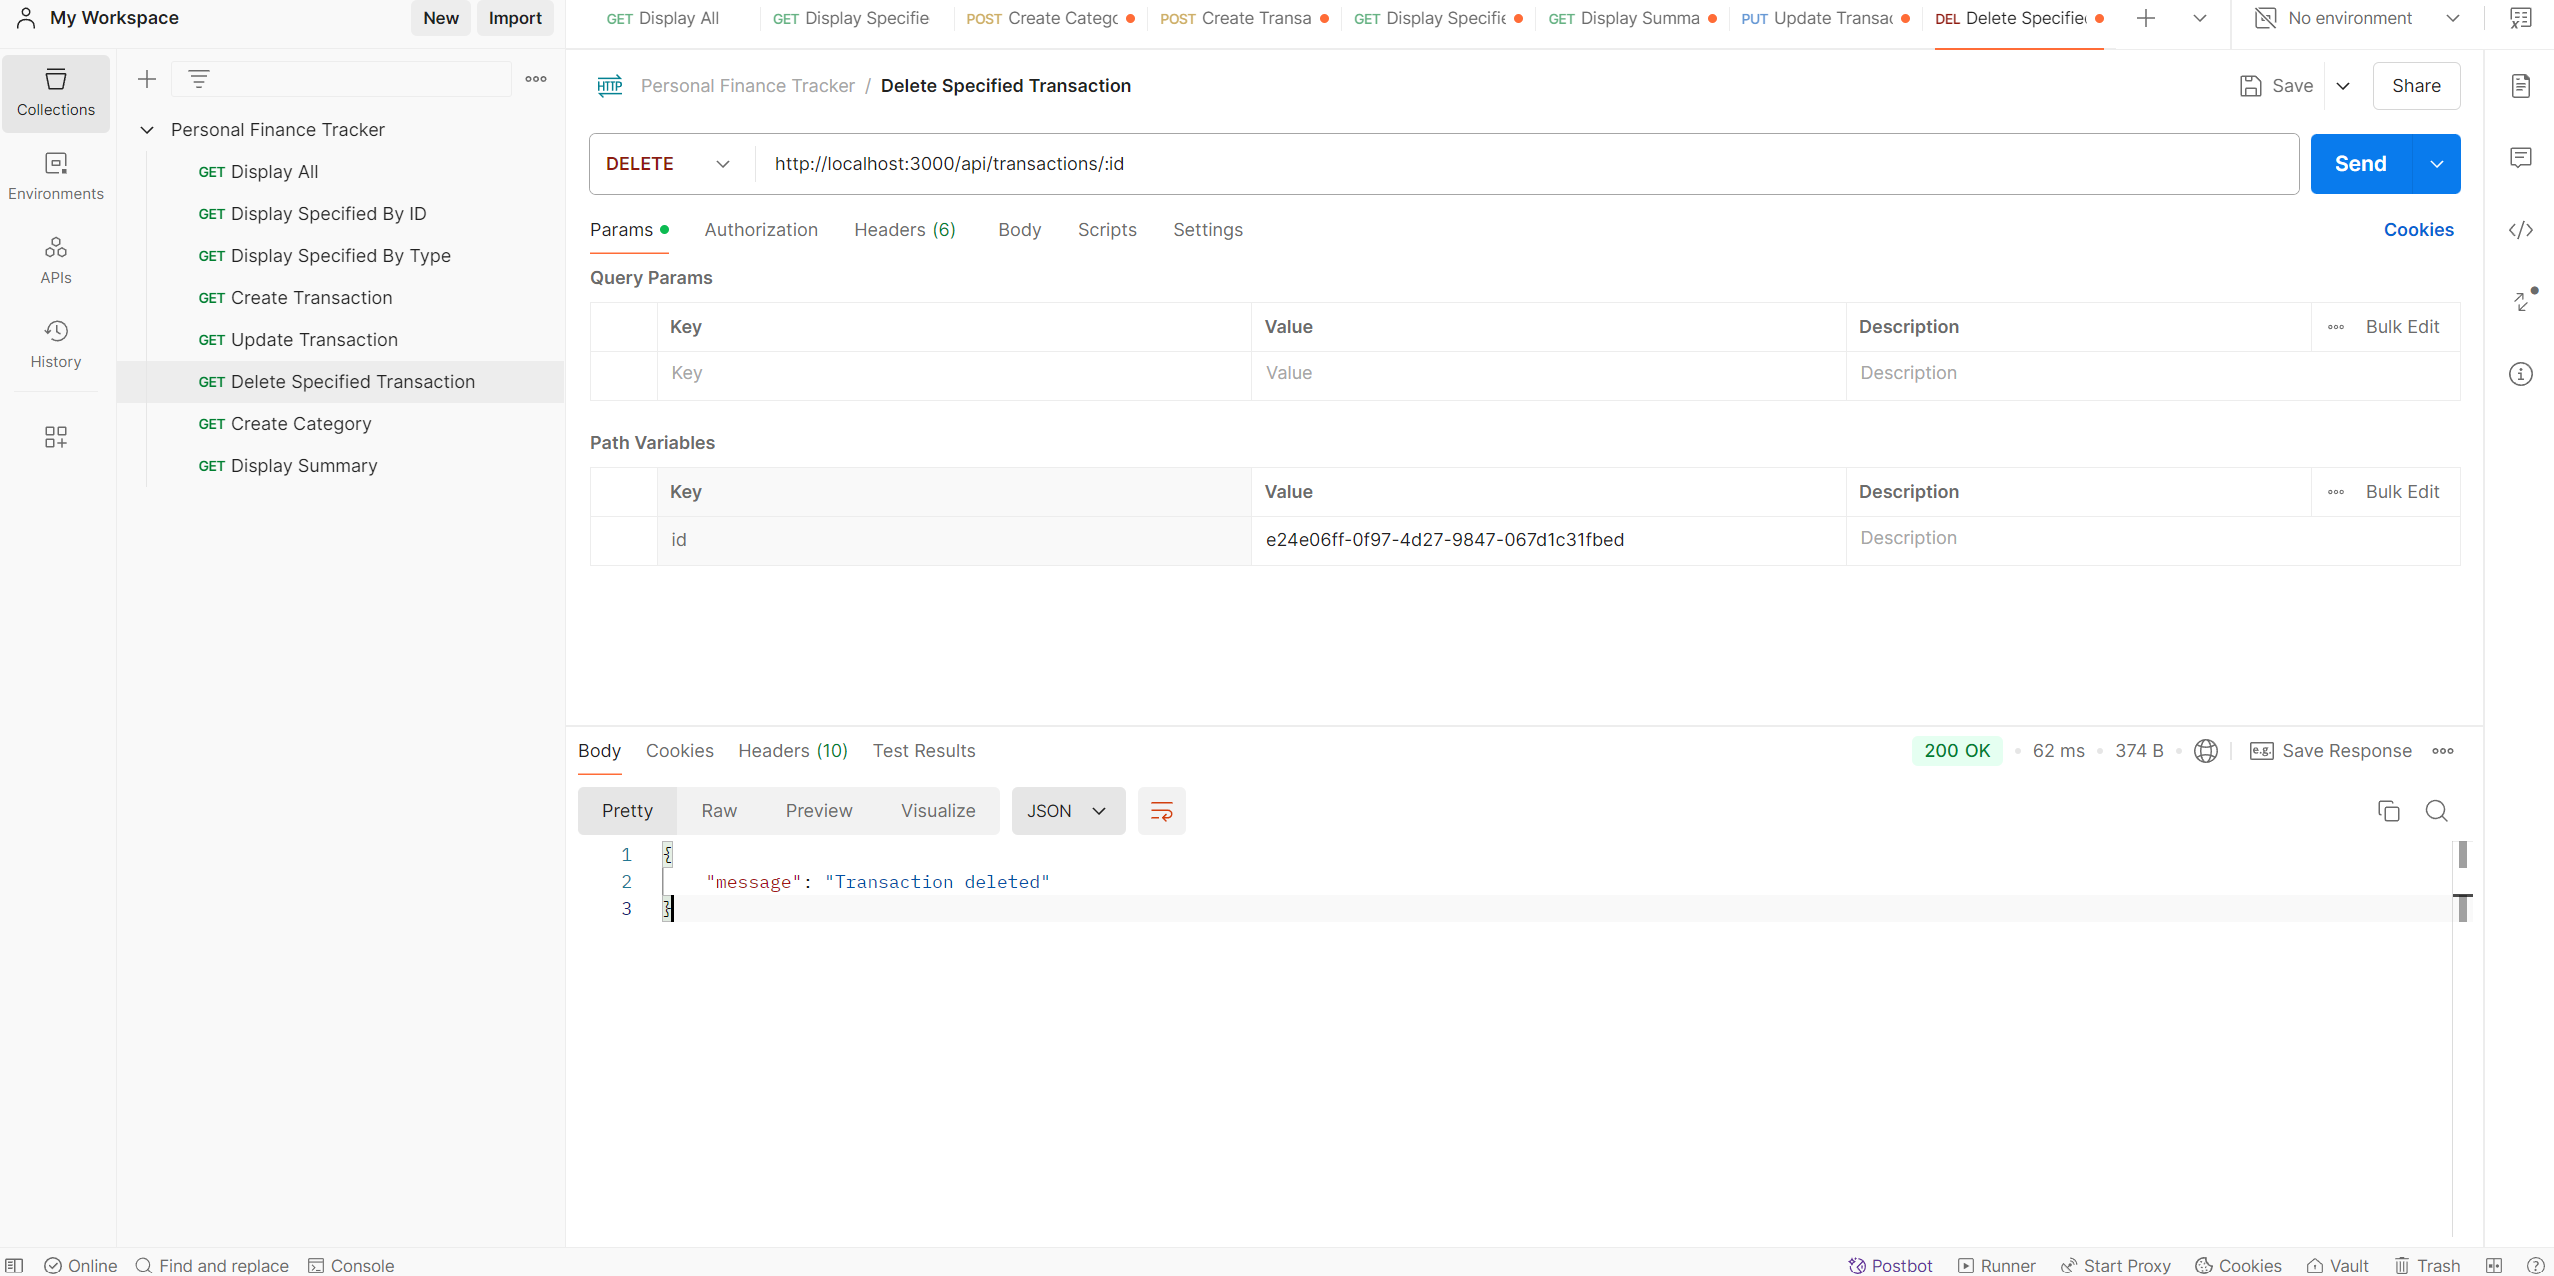 My Workspace
New
Import
GET Display All
GET Display Specifie
POST Create Catego
POST Create Transa
GET Display Specifie
GET Display Summa
PUT Update Transac
DEL Delete Specified
No environment
Collections
Environments
APIs
History
Personal Finance Tracker
GET Display All
GET Display Specified By ID
GET Display Specified By Type
GET Create Transaction
GET Update Transaction
GET Delete Specified Transaction
GET Create Category
GET Display Summary
HTTP Personal Finance Tracker / Delete Specified Transaction
Save
Share
DELETE
http://localhost:3000/api/transactions/:id
Send
Params
Authorization
Headers (6)
Body
Scripts
Settings
Cookies
Query Params
Key
Value
Description
Bulk Edit
Key
Value
Description
Path Variables
Key
Value
Description
Bulk Edit
id
e24e06ff-0f97-4d27-9847-067d1c31fbed
Description
Body
Cookies
Headers (10)
Test Results
200 OK
62 ms
374 B
e.g. Save Response
Pretty
Raw
Preview
Visualize
JSON
1 {
2 "message": "Transaction deleted"
3 }
Online
Find and replace
Console
Postbot
Runner
Start Proxy
Cookies
Vault
Trash